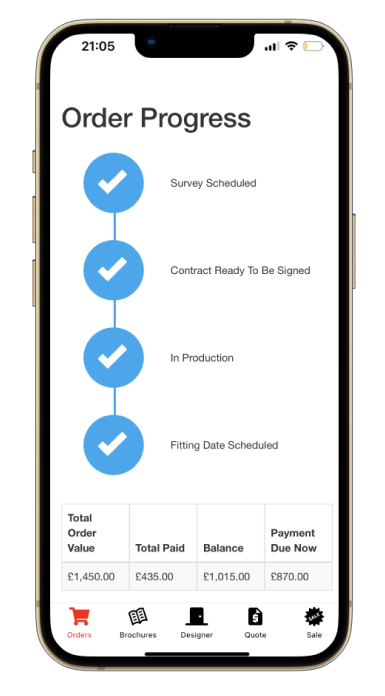 21:05
Order Progress
Survey Scheduled
Contract Ready To Be Signed
In Production
Fitting Date Scheduled
Total
Order
Value
Total Paid
Balance
Payment
Due Now
£1,450.00 £435.00 £1,015.00 £870.00
Orders Brochures Designer Quote Sale
SALE